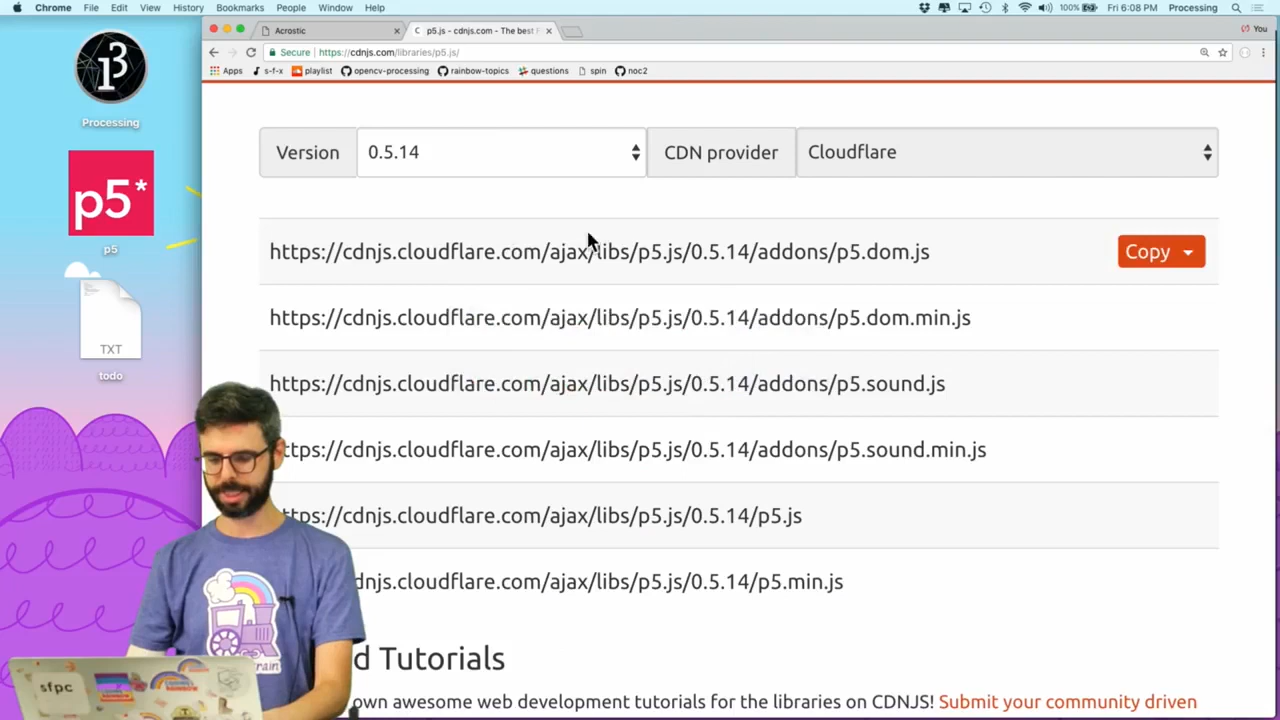 Chrome File Edit View History Bookmarks People Window Help 100% Fri 6:08 PM Processing
Acrostic
p5.js - cdnjs.com - The best F
You
Secure https://cdnjs.com/libraries/p5.js/
Apps s-f-x playlist opencv-processing rainbow-topics questions spin noc2
Processing
p5*
p5
TXT
todo
Version 0.5.14 CDN provider Cloudflare
https://cdnjs.cloudflare.com/ajax/libs/p5.js/0.5.14/addons/p5.dom.js
Copy
https://cdnjs.cloudflare.com/ajax/libs/p5.js/0.5.14/addons/p5.dom.min.js
https://cdnjs.cloudflare.com/ajax/libs/p5.js/0.5.14/addons/p5.sound.js
ttps://cdnjs.cloudflare.com/ajax/libs/p5.js/0.5.14/addons/p5.sound.min.js
ttps://cdnjs.cloudflare.com/ajax/libs/p5.js/0.5.14/p5.js
dnjs.cloudflare.com/ajax/libs/p5.js/0.5.14/p5.min.js
d Tutorials
own awesome web development tutorials for the libraries on CDNJS! Submit your community driven
sfpc